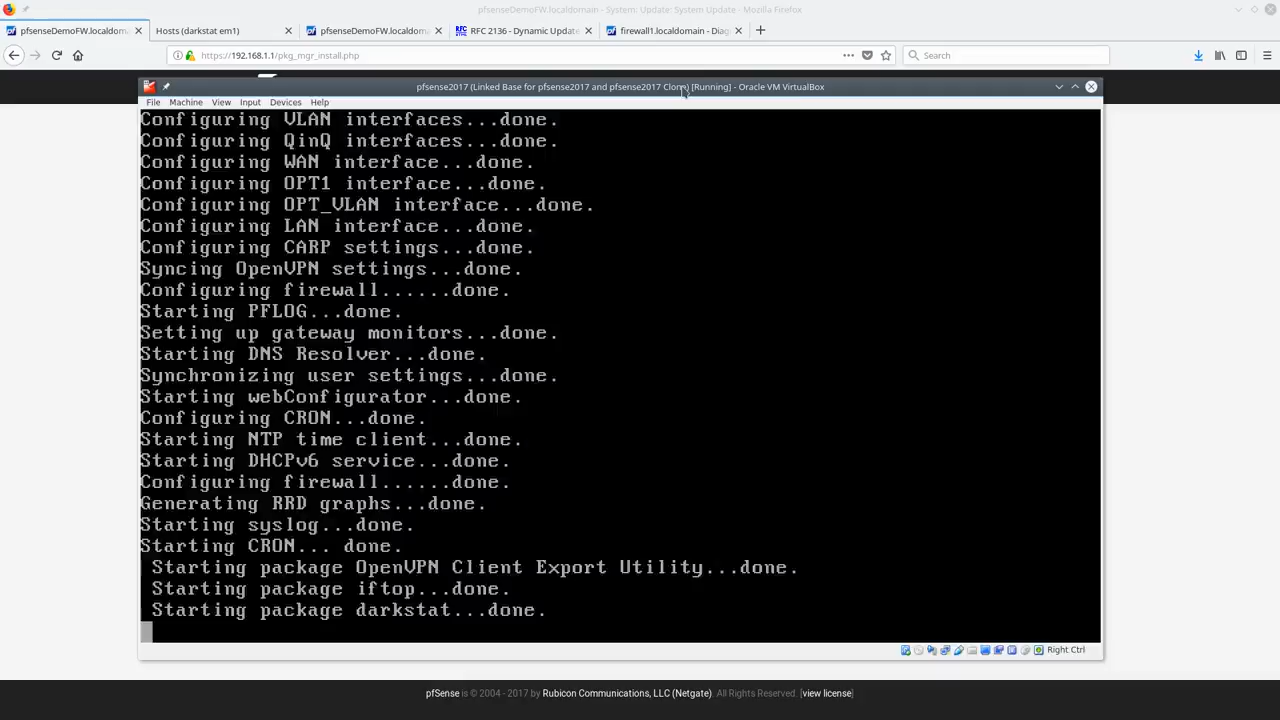 pfsenseDemoFW.localdomain - System: Update: System Update - Mozilla Firefox
pfsenseDemoFW.localdom
Hosts (darkstat em1)
pfsenseDemoFW.localdom
RFC 2136 - Dynamic Update
firewall1.localdomain - Diag
https://192.168.1.1/pkg_mgr_install.php
Search
pfsense2017 (Linked Base for pfsense2017 and pfsense2017 Clone) [Running] - Oracle VM VirtualBox
File Machine View Input Devices Help
Configuring VLAN interfaces...done.
Configuring QinQ interfaces...done.
Configuring WAN interface...done.
Configuring OPT1 interface...done.
Configuring OPT_VLAN interface...done.
Configuring LAN interface...done.
Configuring CARP settings...done.
Syncing OpenVPN settings...done.
Configuring firewall......done.
Starting PFLOG...done.
Setting up gateway monitors...done.
Starting DNS Resolver...done.
Synchronizing user settings...done.
Starting webConfigurator...done.
Configuring CRON...done.
Starting NTP time client...done.
Starting DHCPv6 service...done.
Configuring firewall......done.
Generating RRD graphs...done.
Starting syslog...done.
Starting CRON... done.
Starting package OpenVPN Client Export Utility...done.
Starting package iftop...done.
Starting package darkstat...done.
Right Ctrl
pfSense is © 2004 - 2017 by Rubicon Communications, LLC (Netgate). All Rights Reserved. [view license]